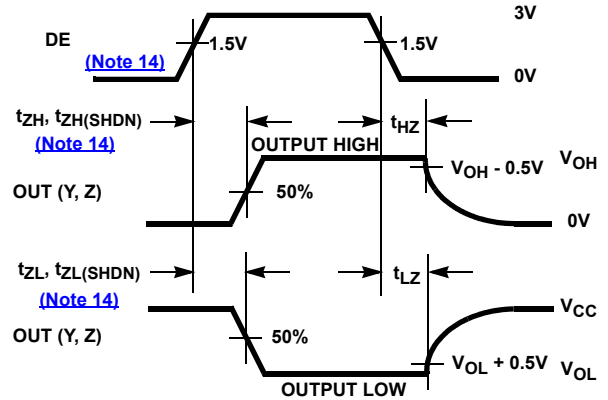 3V
DE
(Note 14)
1.5V
1.5V
0V
tZH, tZH(SHDN)
(Note 14)
tHZ
OUTPUT HIGH
VOH - 0.5V
VOH
OUT (Y, Z)
50%
0V
tZL, tZL(SHDN)
(Note 14)
tLZ
VCC
OUT (Y, Z)
50%
VOL + 0.5V
VOL
OUTPUT LOW